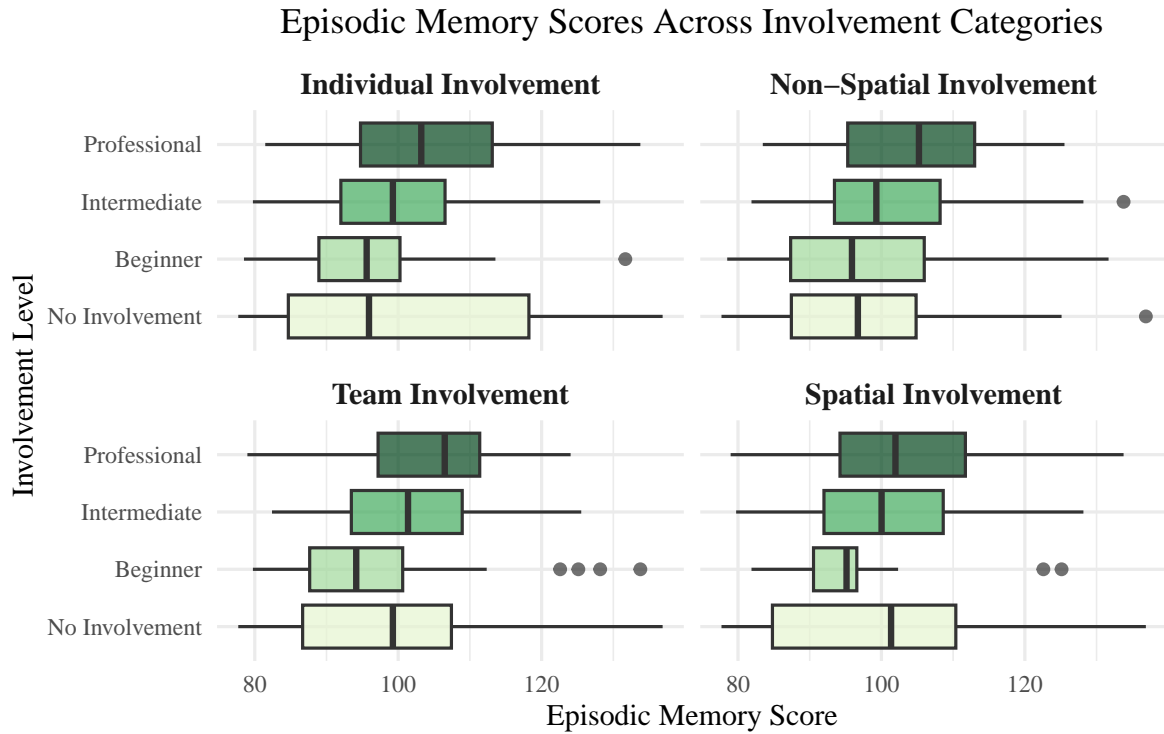 Episodic Memory Scores Across Involvement Categories
Individual Involvement
Non−Spatial Involvement
Professional
Intermediate
Beginner
No Involvement
Team Involvement
Spatial Involvement
Professional
Intermediate
Beginner
No Involvement
80 100 120
80 100 120
Episodic Memory Score
Involvement Level